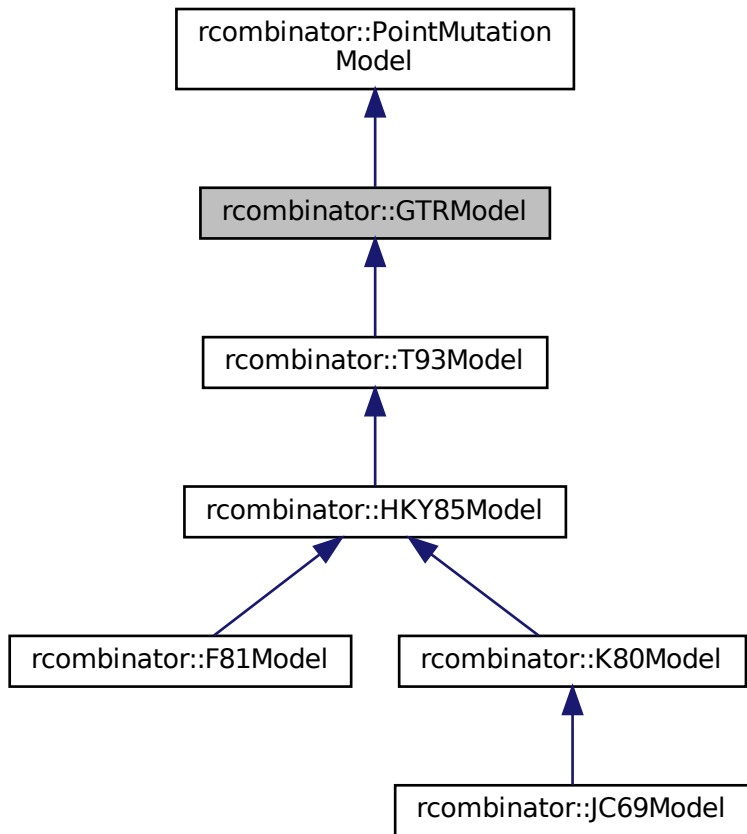 rcombinator::PointMutation
Model
rcombinator::GTRModel
rcombinator::T93Model
rcombinator::HKY85Model
rcombinator::F81Model
rcombinator::K80Model
rcombinator::JC69Model